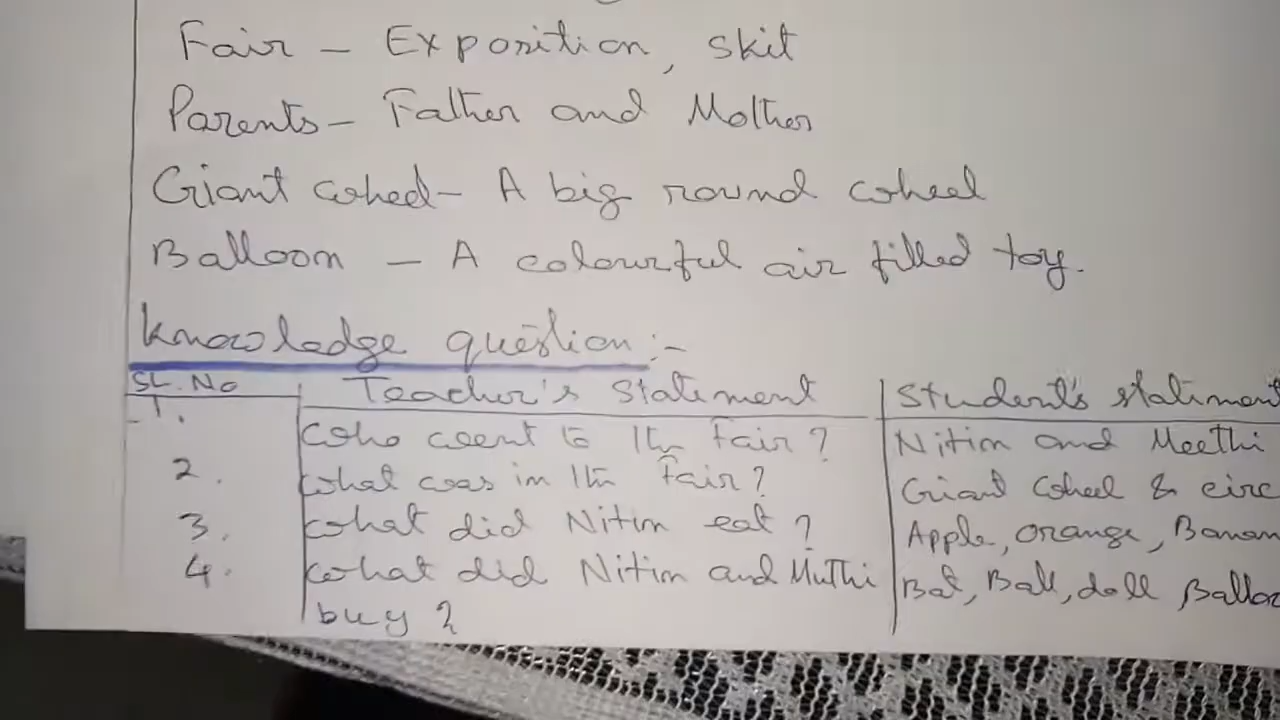 Fair - Exposition, skit
Parents - Father and Mother
Giant wheel - A big round wheel
Balloon - A colourful air filled toy.
Knowledge question :-
SL. No Teacher's Statement Student's statement
1. Who went to the Fair? Nitin and Meethi
2. What was in the Fair? Giant wheel & circ
3. What did Nitin eat? Apple, orange, Banan
4. What did Nitin and Muthi Bat, Ball, doll Balloo
buy?